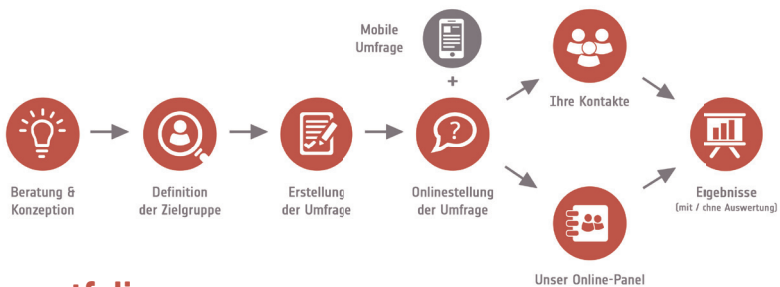 Mobile
Umfrage
+
Ihre Kontakte
?
Beratung &
Konzeption
Definition
der Zielgruppe
Erstellung
der Umfrage
Onlinestellung
der Umfrage
Ergebnisse
(mit / ohne Auswertung)
Unser Online-Panel